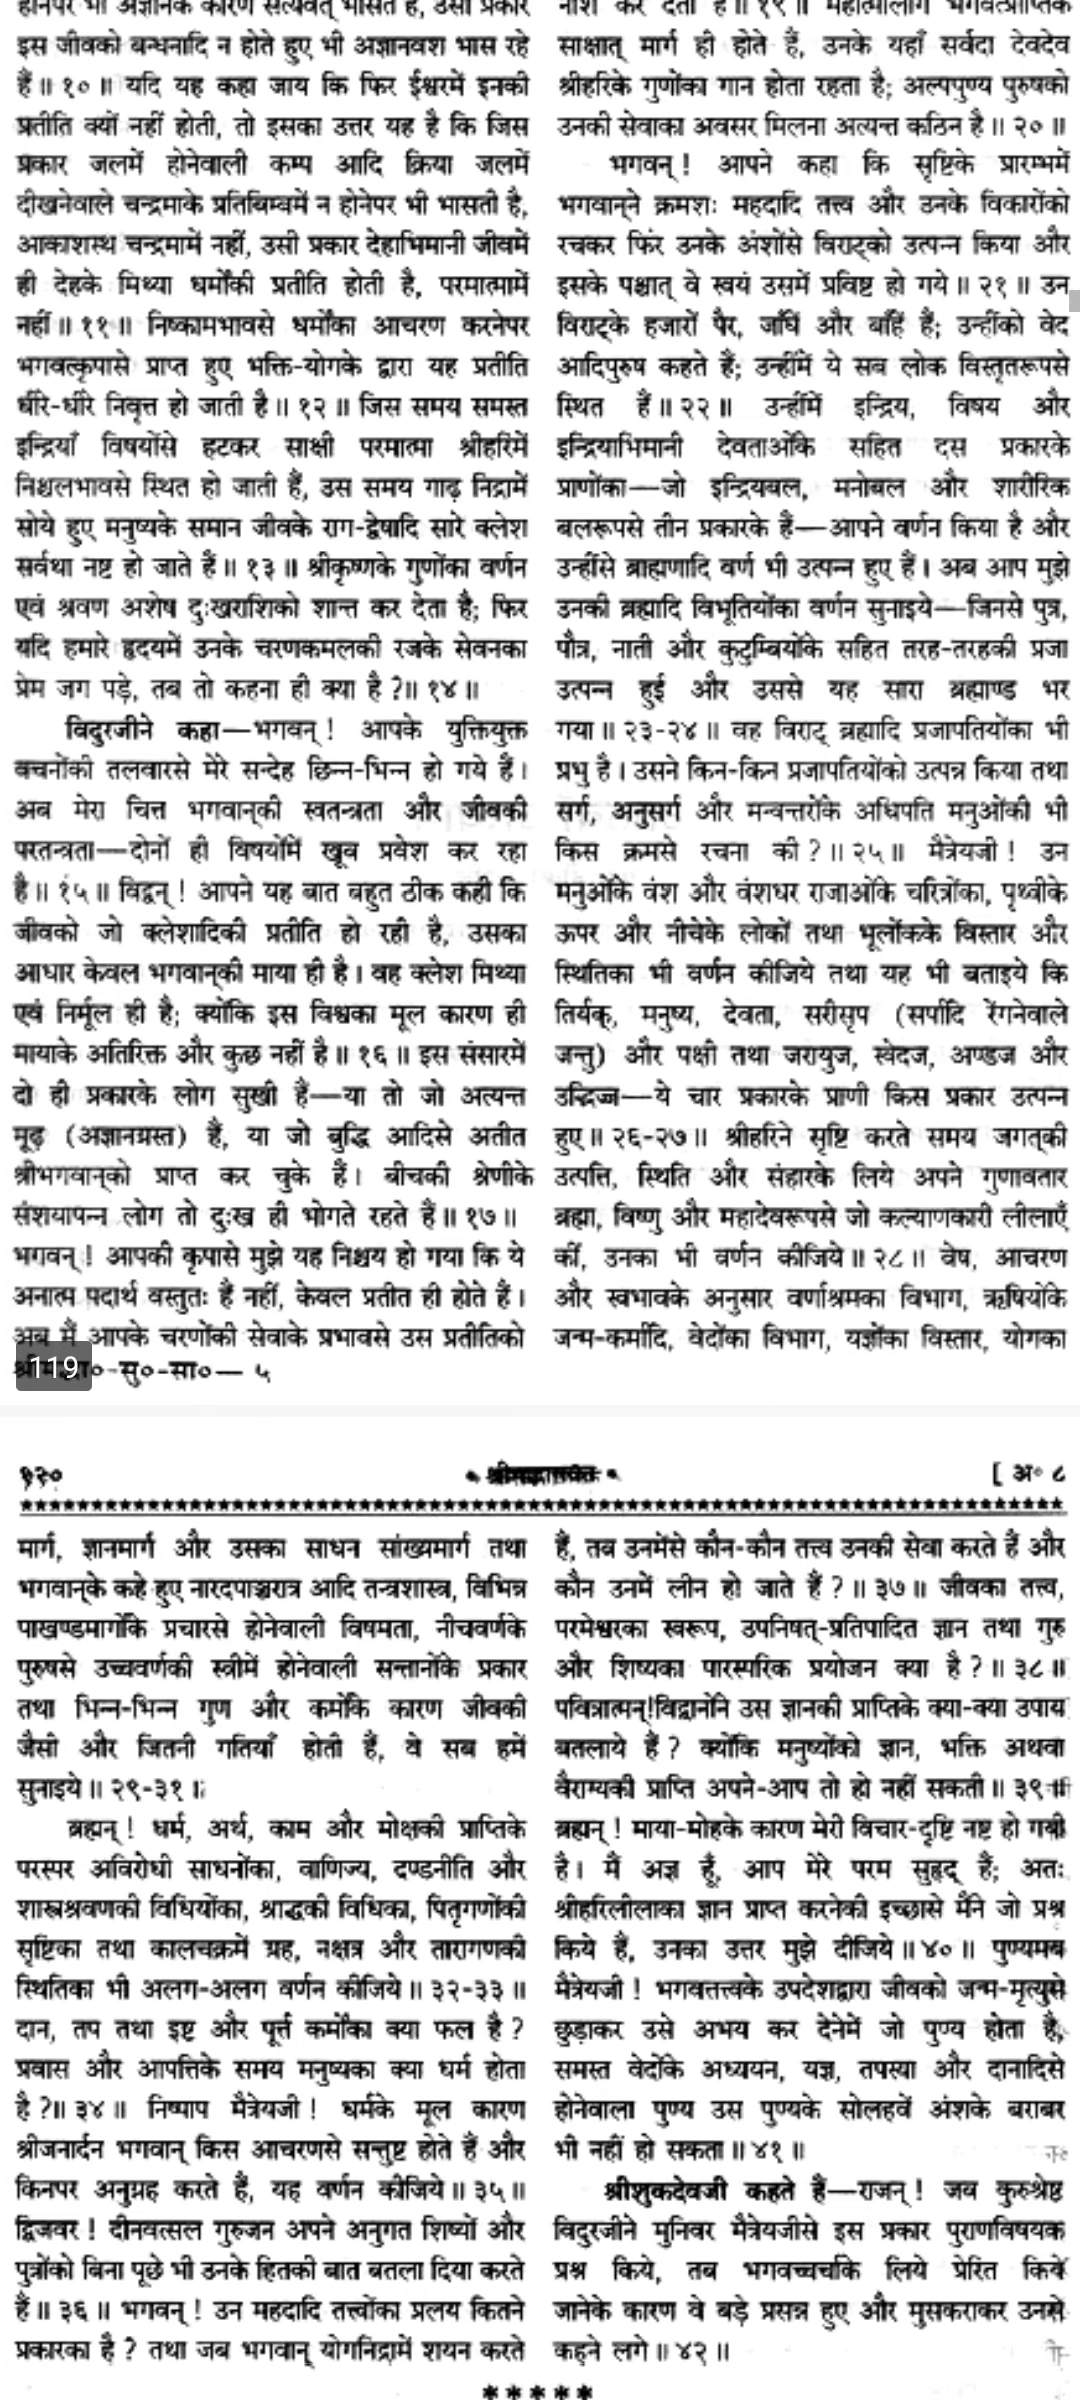 इस जीवको बन्धनादि न होते हुए भी अज्ञानवश भास रहे
हैं॥ १०॥ यदि यह कहा जाय कि फिर ईश्वरमें इनकी
प्रतीति क्यों नहीं होती, तो इसका उत्तर यह है कि जिस
प्रकार जलमें होनेवाली कम्प आदि क्रिया जलमें
दीखनेवाले चन्द्रमाके प्रतिबिम्बमें न होनेपर भी भासती है,
आकाशस्थ चन्द्रमामें नहीं, उसी प्रकार देहाभिमानी जीवमें
ही देहके मिथ्या धर्मोंकी प्रतीति होती है, परमात्मामें
नहीं॥ ११॥ निष्कामभावसे धर्मोंका आचरण करनेपर
भगवत्कृपासे प्राप्त हुए भक्ति-योगके द्वारा यह प्रतीति
धीरे-धीरे निवृत्त हो जाती है॥ १२॥ जिस समय समस्त
इन्द्रियाँ विषयोंसे हटकर साक्षी परमात्मा श्रीहरिमें
निश्चलभावसे स्थित हो जाती हैं, उस समय गाढ़ निद्रामें
सोये हुए मनुष्यके समान जीवके राग-द्वेषादि सारे क्लेश
सर्वथा नष्ट हो जाते हैं॥ १३॥ श्रीकृष्णके गुणोंका वर्णन
एवं श्रवण अशेष दुःखराशिको शान्त कर देता है; फिर
यदि हमारे हृदयमें उनके चरणकमलकी रजके सेवनका
प्रेम जग पड़े, तब तो कहना ही क्या है ?॥ १४॥
विदुरजीने कहा—भगवन्! आपके युक्तियुक्त
वचनोंकी तलवारसे मेरे सन्देह छिन्न-भिन्न हो गये हैं।
अब मेरा चित्त भगवान्‌की स्वतन्त्रता और जीवकी
परतन्त्रता—दोनों ही विषयोंमें खूब प्रवेश कर रहा
है॥ १५॥ विद्वन्! आपने यह बात बहुत ठीक कही कि
जीवको जो क्लेशादिकी प्रतीति हो रही है, उसका
आधार केवल भगवान्‌की माया ही है। वह क्लेश मिथ्या
एवं निर्मूल ही है; क्योंकि इस विश्वका मूल कारण ही
मायाके अतिरिक्त और कुछ नहीं है॥ १६॥ इस संसारमें
दो ही प्रकारके लोग सुखी हैं—या तो जो अत्यन्त
मूढ़ (अज्ञानग्रस्त) हैं, या जो बुद्धि आदिसे अतीत
श्रीभगवान्‌को प्राप्त कर चुके हैं। बीचकी श्रेणीके
संशयापन्न लोग तो दुःख ही भोगते रहते हैं॥ १७॥
भगवन्! आपकी कृपासे मुझे यह निश्चय हो गया कि ये
अनात्म पदार्थ वस्तुतः हैं नहीं, केवल प्रतीत ही होते हैं।
अब मैं आपके चरणोंकी सेवाके प्रभावसे उस प्रतीतिको
119
०-सु०-सा०— ५
नाश कर देता हूँ॥ १९॥ महात्मालोग भगवत्प्राप्तिके
साक्षात् मार्ग ही होते हैं, उनके यहाँ सर्वदा देवदेव
श्रीहरिके गुणोंका गान होता रहता है; अल्पपुण्य पुरुषको
उनकी सेवाका अवसर मिलना अत्यन्त कठिन है॥ २०॥
भगवन्! आपने कहा कि सृष्टिके प्रारम्भमें
भगवान्‌ने क्रमशः महदादि तत्त्व और उनके विकारोंको
रचकर फिर उनके अंशोंसे विराट्‌को उत्पन्न किया और
इसके पश्चात् वे स्वयं उसमें प्रविष्ट हो गये॥ २१॥ उन
विराट्‌के हजारों पैर, जाँघें और बाँहें हैं; उन्हींको वेद
आदिपुरुष कहते हैं; उन्हींमें ये सब लोक विस्तृतरूपसे
स्थित हैं॥ २२॥ उन्हींमें इन्द्रिय, विषय और
इन्द्रियाभिमानी देवताओंके सहित दस प्रकारके
प्राणोंका—जो इन्द्रियबल, मनोबल और शारीरिक
बलरूपसे तीन प्रकारके हैं—आपने वर्णन किया है और
उन्हींसे ब्राह्मणादि वर्ण भी उत्पन्न हुए हैं। अब आप मुझे
उनकी ब्रह्मादि विभूतियोंका वर्णन सुनाइये—जिनसे पुत्र,
पौत्र, नाती और कुटुम्बियोंके सहित तरह-तरहकी प्रजा
उत्पन्न हुई और उससे यह सारा ब्रह्माण्ड भर
गया॥ २३-२४॥ वह विराट् ब्रह्मादि प्रजापतियोंका भी
प्रभु है। उसने किन-किन प्रजापतियोंको उत्पन्न किया तथा
सर्ग, अनुसर्ग और मन्वन्तरोंके अधिपति मनुओंकी भी
किस क्रमसे रचना की ?॥ २५॥ मैत्रेयजी! उन
मनुओंके वंश और वंशधर राजाओंके चरित्रोंका, पृथ्वीके
ऊपर और नीचेके लोकों तथा भूर्लोकके विस्तार और
स्थितिका भी वर्णन कीजिये तथा यह भी बताइये कि
तिर्यक्, मनुष्य, देवता, सरीसृप (सर्पादि रेंगनेवाले
जन्तु) और पक्षी तथा जरायुज, स्वेदज, अण्डज और
उद्भिज्ज—ये चार प्रकारके प्राणी किस प्रकार उत्पन्न
हुए॥ २६-२७॥ श्रीहरिने सृष्टि करते समय जगत्‌की
उत्पत्ति, स्थिति और संहारके लिये अपने गुणावतार
ब्रह्मा, विष्णु और महादेवरूपसे जो कल्याणकारी लीलाएँ
कीं, उनका भी वर्णन कीजिये॥ २८॥ वेष, आचरण
और स्वभावके अनुसार वर्णाश्रमका विभाग, ऋषियोंके
जन्म-कर्मादि, वेदोंका विभाग, यज्ञोंका विस्तार, योगका
१२० • श्रीमद्भागवत • [ अ० ८
मार्ग, ज्ञानमार्ग और उसका साधन सांख्यमार्ग तथा
भगवान्‌के कहे हुए नारदपाञ्चरात्र आदि तन्त्रशास्त्र, विभिन्न
पाखण्डमार्गोंके प्रचारसे होनेवाली विषमता, नीचवर्णके
पुरुषसे उच्चवर्णकी स्त्रीमें होनेवाली सन्तानोंके प्रकार
तथा भिन्न-भिन्न गुण और कर्मोंके कारण जीवकी
जैसी और जितनी गतियाँ होती हैं, वे सब हमें
सुनाइये॥ २९-३१॥
ब्रह्मन्! धर्म, अर्थ, काम और मोक्षकी प्राप्तिके
परस्पर अविरोधी साधनोंका, वाणिज्य, दण्डनीति और
शास्त्रश्रवणकी विधियोंका, श्राद्धकी विधिका, पितृगणोंकी
सृष्टिका तथा कालचक्रमें ग्रह, नक्षत्र और तारागणकी
स्थितिका भी अलग-अलग वर्णन कीजिये॥ ३२-३३॥
दान, तप तथा इष्ट और पूर्त्त कर्मोंका क्या फल है ?
प्रवास और आपत्तिके समय मनुष्यका क्या धर्म होता
है ?॥ ३४॥ निष्पाप मैत्रेयजी! धर्मके मूल कारण
श्रीजनार्दन भगवान् किस आचरणसे सन्तुष्ट होते हैं और
किनपर अनुग्रह करते हैं, यह वर्णन कीजिये॥ ३५॥
द्विजवर! दीनवत्सल गुरुजन अपने अनुगत शिष्यों और
पुत्रोंको बिना पूछे भी उनके हितकी बात बतला दिया करते
हैं॥ ३६॥ भगवन्! उन महदादि तत्त्वोंका प्रलय कितने
प्रकारका है ? तथा जब भगवान् योगनिद्रामें शयन करते
हैं, तब उनमेंसे कौन-कौन तत्त्व उनकी सेवा करते हैं और
कौन उनमें लीन हो जाते हैं ?॥ ३७॥ जीवका तत्त्व,
परमेश्वरका स्वरूप, उपनिषत्-प्रतिपादित ज्ञान तथा गुरु
और शिष्यका पारस्परिक प्रयोजन क्या है ?॥ ३८॥
पवित्रात्मन्!विद्वानोंने उस ज्ञानकी प्राप्तिके क्या-क्या उपाय
बतलाये हैं ? क्योंकि मनुष्योंको ज्ञान, भक्ति अथवा
वैराग्यकी प्राप्ति अपने-आप तो हो नहीं सकती॥ ३९॥
ब्रह्मन्! माया-मोहके कारण मेरी विचार-दृष्टि नष्ट हो गयी
है। मैं अज्ञ हूँ, आप मेरे परम सुहृद् हैं; अतः
श्रीहरिलीलाका ज्ञान प्राप्त करनेकी इच्छासे मैंने जो प्रश्न
किये हैं, उनका उत्तर मुझे दीजिये॥ ४०॥ पुण्यमय
मैत्रेयजी! भगवत्तत्त्वके उपदेशद्वारा जीवको जन्म-मृत्युसे
छुड़ाकर उसे अभय कर देनेमें जो पुण्य होता है,
समस्त वेदोंके अध्ययन, यज्ञ, तपस्या और दानादिसे
होनेवाला पुण्य उस पुण्यके सोलहवें अंशके बराबर
भी नहीं हो सकता॥ ४१॥
श्रीशुकदेवजी कहते हैं—राजन्! जब कुरुश्रेष्ठ
विदुरजीने मुनिवर मैत्रेयजीसे इस प्रकार पुराणविषयक
प्रश्न किये, तब भगवच्चर्चाके लिये प्रेरित किये
जानेके कारण वे बड़े प्रसन्न हुए और मुसकराकर उनसे
कहने लगे॥ ४२॥
*****